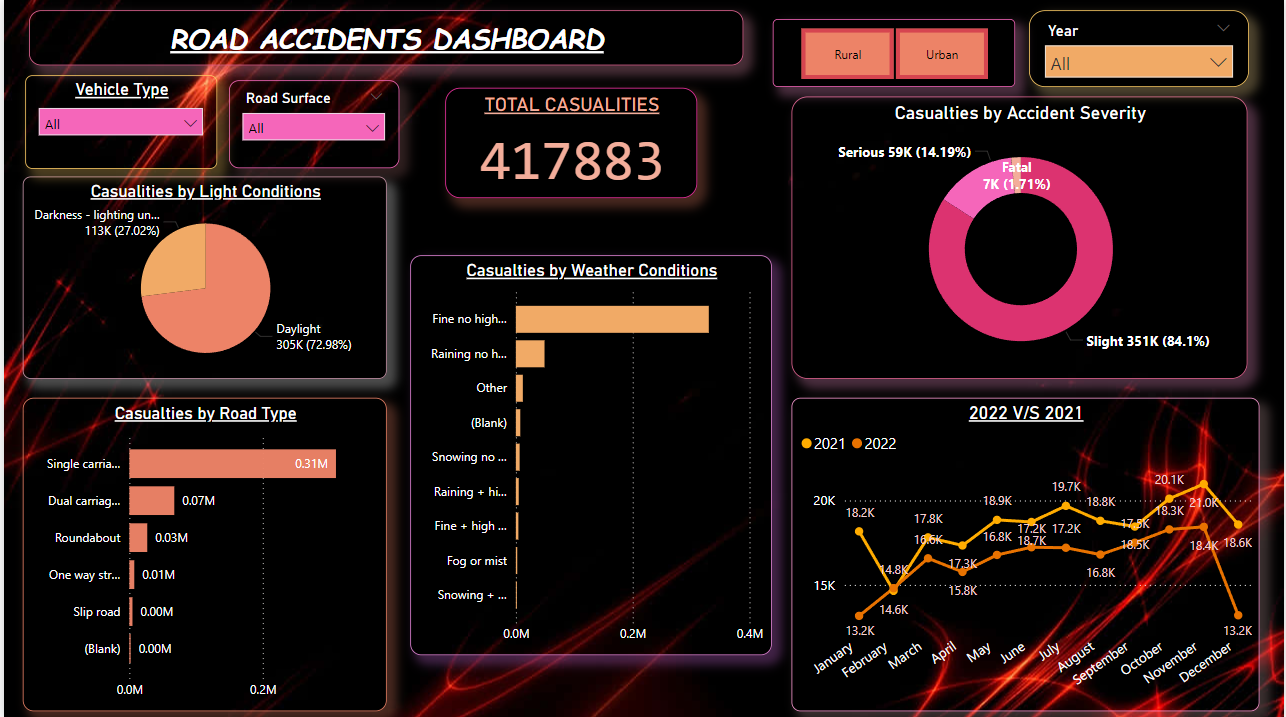 ROAD ACCIDENTS DASHBOARD
Rural
Urban
Year
All
Vehicle Type
All
Road Surface
All
TOTAL CASUALITIES
417883
Casualties by Accident Severity
Serious 59K (14.19%)
Fatal
7K (1.71%)
Slight 351K (84.1%)
Casualities by Light Conditions
Darkness - lighting un...
113K (27.02%)
Daylight
305K (72.98%)
Casualties by Weather Conditions
Fine no high...
Raining no h...
Other
(Blank)
Snowing no ...
Raining + hi...
Fine + high ...
Fog or mist
Snowing + ...
0.0M 0.2M 0.4M
Casualties by Road Type
Single carria... 0.31M
Dual carriag... 0.07M
Roundabout 0.03M
One way str... 0.01M
Slip road 0.00M
(Blank) 0.00M
0.0M 0.2M
2022 V/S 2021
2021 2022
20K
15K
18.2K
14.6K
17.8K
17.3K
18.9K
18.7K
19.7K
18.8K
18.5K
20.1K
21.0K
18.6K
13.2K
14.8K
16.6K
15.8K
16.8K
17.2K
17.2K
16.8K
17.5K
18.3K
18.4K
13.2K
January
February
March
April
May
June
July
August
September
October
November
December